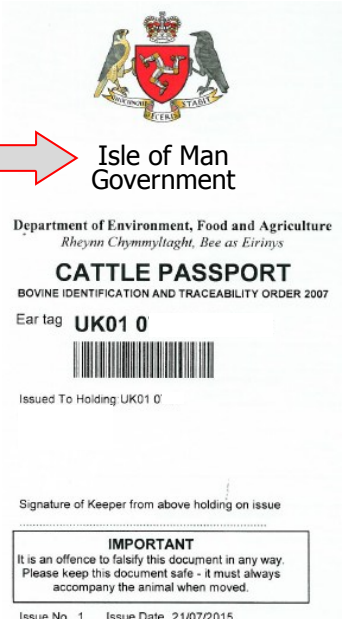 QUOCUNQUE
JECERIS
STABIT
Isle of Man
Government
Department of Environment, Food and Agriculture
Rheynn Chymmyltaght, Bee as Eirinys
CATTLE PASSPORT
BOVINE IDENTIFICATION AND TRACEABILITY ORDER 2007
Ear tag UK01 0
Issued To Holding:UK01 0
Signature of Keeper from above holding on issue
IMPORTANT
It is an offence to falsify this document in any way.
Please keep this document safe - it must always
accompany the animal when moved.
Issue No. 1 Issue Date 21/07/2015